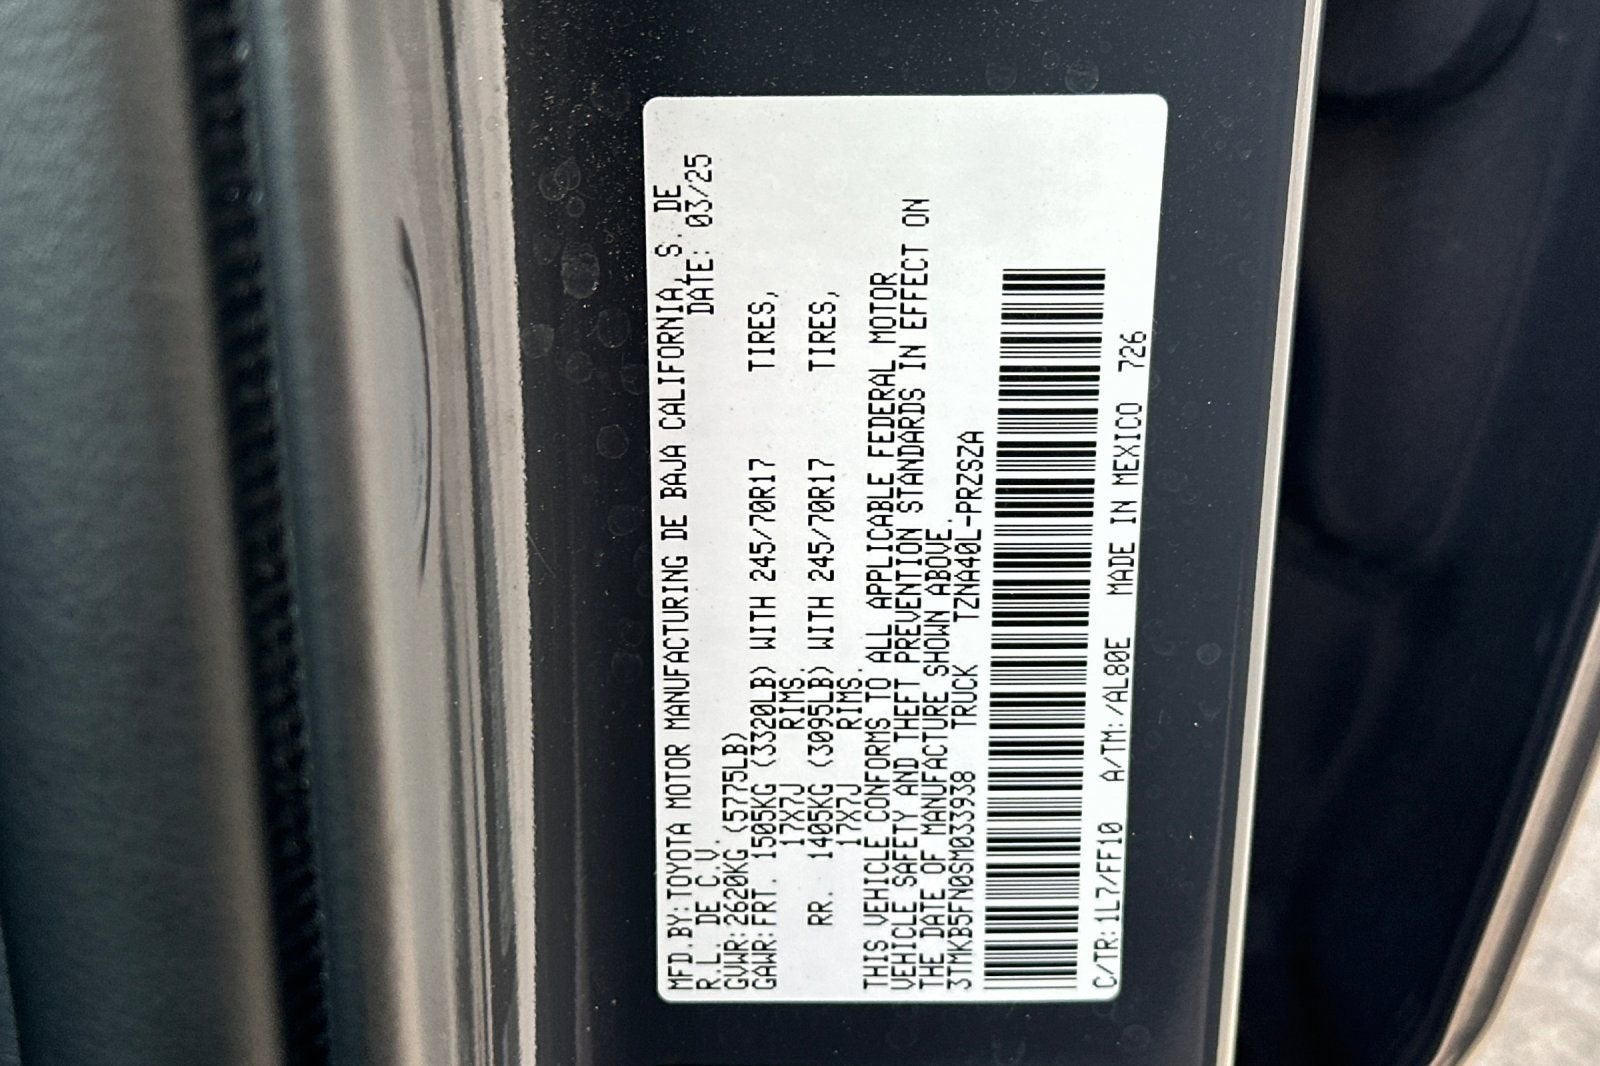 MFD.BY:TOYOTA MOTOR MANUFACTURING DE BAJA CALIFORNIA, S. DE
R.L. DE C.V. DATE: 03/25
GVWR:2620KG (5775LB)
GAWR:FRT. 1505KG (3320LB) WITH 245/70R17 TIRES,
17X7J RIMS.
RR. 1405KG (3095LB) WITH 245/70R17 TIRES,
17X7J RIMS.
THIS VEHICLE CONFORMS TO ALL APPLICABLE FEDERAL MOTOR
VEHICLE SAFETY AND THEFT PREVENTION STANDARDS IN EFFECT ON
THE DATE OF MANUFACTURE SHOWN ABOVE.
3TMKB5FN0SM033938 TRUCK TZNA40L-PRZSZA
C/TR:1L7/FF10 A/TM:/AL80E MADE IN MEXICO 726